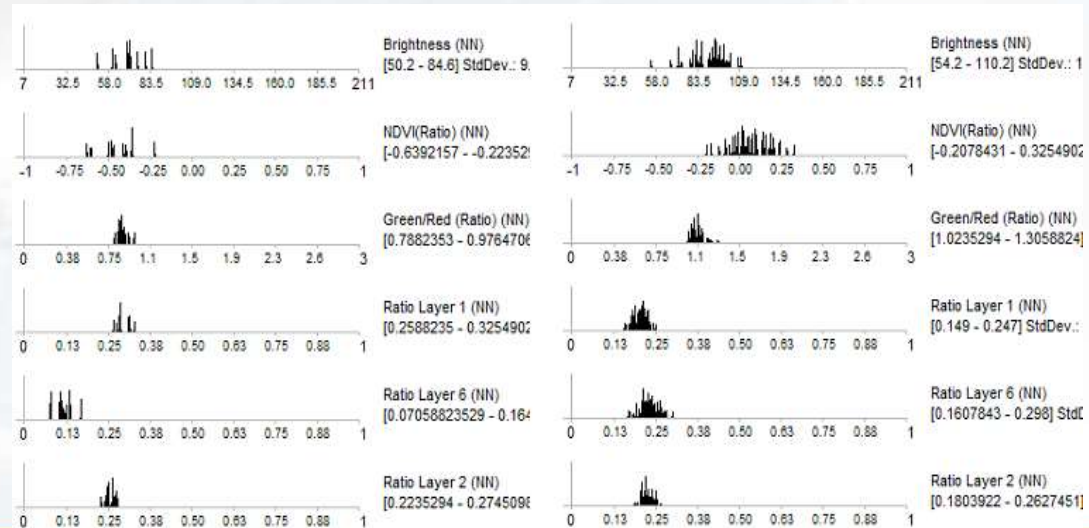 Brightness (NN)
[50.2 - 84.6] StdDev.: 9.
7 32.5 58.0 83.5 109.0 134.5 160.0 185.5 211
NDVI(Ratio) (NN)
[-0.6392157 - -0.223529
-1 -0.75 -0.50 -0.25 0.00 0.25 0.50 0.75 1
Green/Red (Ratio) (NN)
[0.7882353 - 0.9764706
0 0.38 0.75 1.1 1.5 1.9 2.3 2.6 3
Ratio Layer 1 (NN)
[0.2588235 - 0.3254902
0 0.13 0.25 0.38 0.50 0.63 0.75 0.88 1
Ratio Layer 6 (NN)
[0.07058823529 - 0.164
0 0.13 0.25 0.38 0.50 0.63 0.75 0.88 1
Ratio Layer 2 (NN)
[0.2235294 - 0.2745098
0 0.13 0.25 0.38 0.50 0.63 0.75 0.88 1
Brightness (NN)
[54.2 - 110.2] StdDev.: 1
7 32.5 58.0 83.5 109.0 134.5 160.0 185.5 211
NDVI(Ratio) (NN)
[-0.2078431 - 0.3254902
-1 -0.75 -0.50 -0.25 0.00 0.25 0.50 0.75 1
Green/Red (Ratio) (NN)
[1.0235294 - 1.3058824]
0 0.38 0.75 1.1 1.5 1.9 2.3 2.6 3
Ratio Layer 1 (NN)
[0.149 - 0.247] StdDev.:
0 0.13 0.25 0.38 0.50 0.63 0.75 0.88 1
Ratio Layer 6 (NN)
[0.1607843 - 0.298] StdD
0 0.13 0.25 0.38 0.50 0.63 0.75 0.88 1
Ratio Layer 2 (NN)
[0.1803922 - 0.2627451]
0 0.13 0.25 0.38 0.50 0.63 0.75 0.88 1